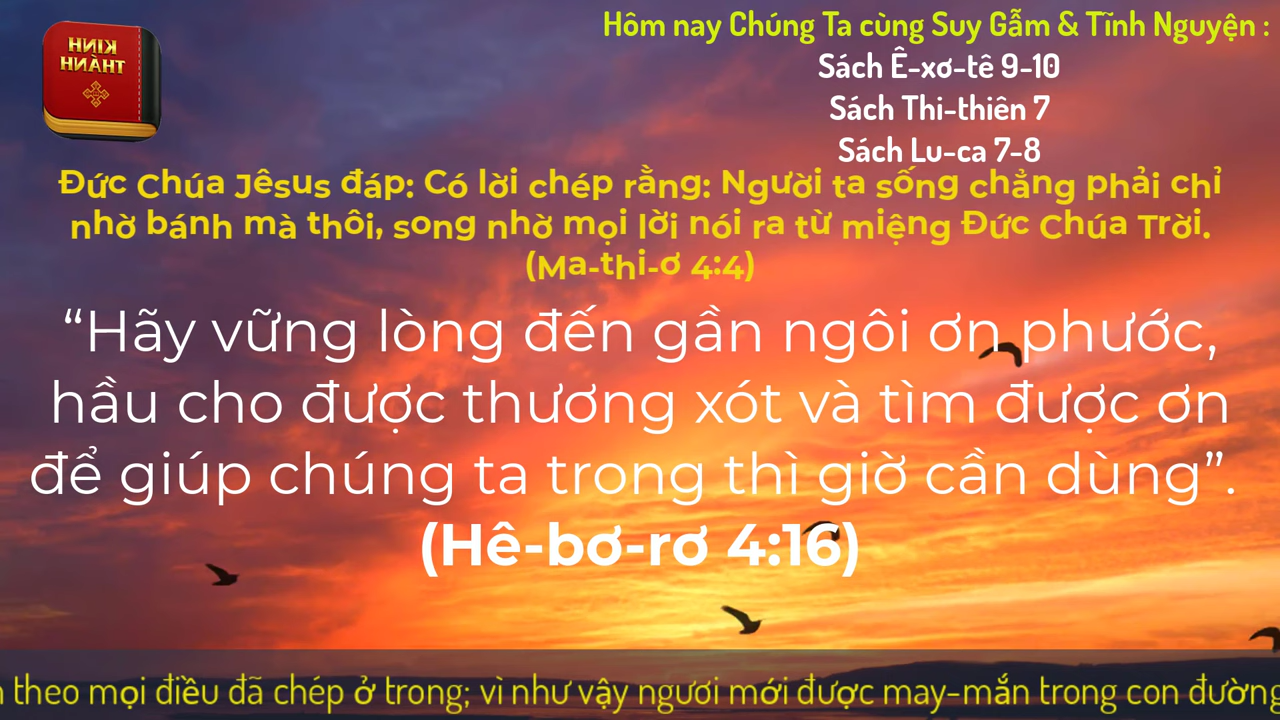 KINH
THÁNH
Hôm nay Chúng Ta cùng Suy Gẫm & Tĩnh Nguyện :
Sách Ê-xơ-tê 9-10
Sách Thi-thiên 7
Sách Lu-ca 7-8
Đức Chúa Jêsus đáp: Có lời chép rằng: Người ta sống chẳng phải chỉ
nhờ bánh mà thôi, song nhờ mọi lời nói ra từ miệng Đức Chúa Trời.
(Ma-thi-ơ 4:4)
“Hãy vững lòng đến gần ngôi ơn phước,
hầu cho được thương xót và tìm được ơn
để giúp chúng ta trong thì giờ cần dùng”.
(Hê-bơ-rơ 4:16)
theo mọi điều đã chép ở trong; vì như vậy ngươi mới được may-mắn trong con đường